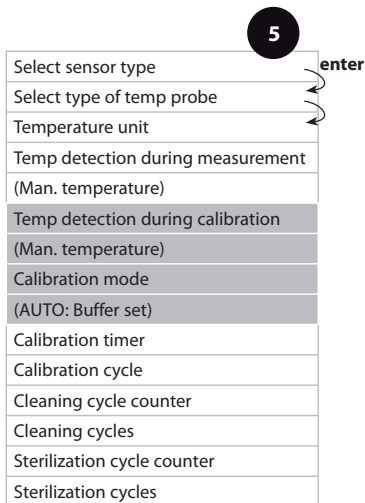 5
Select sensor type
enter
Select type of temp probe
Temperature unit
Temp detection during measurement
(Man. temperature)
Temp detection during calibration
(Man. temperature)
Calibration mode
(AUTO: Buffer set)
Calibration timer
Calibration cycle
Cleaning cycle counter
Cleaning cycles
Sterilization cycle counter
Sterilization cycles